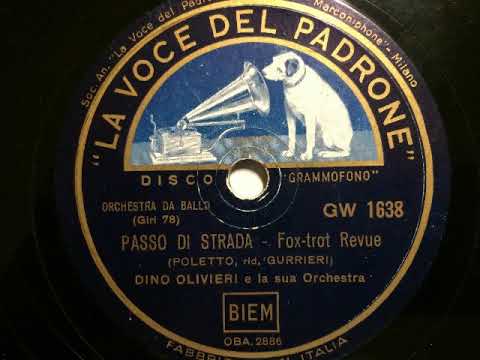 Soc. An. "La Voce del Padrone Marconiphone" - Milano
"LA VOCE DEL PADRONE"
DISCO "GRAMMOFONO"
ORCHESTRA DA BALLO
(Giri 78)
GW 1638
PASSO DI STRADA - Fox-trot Revue
(POLETTO, rid. GURRIERI)
DINO OLIVIERI e la sua Orchestra
BIEM
OBA. 2886
ITALIA